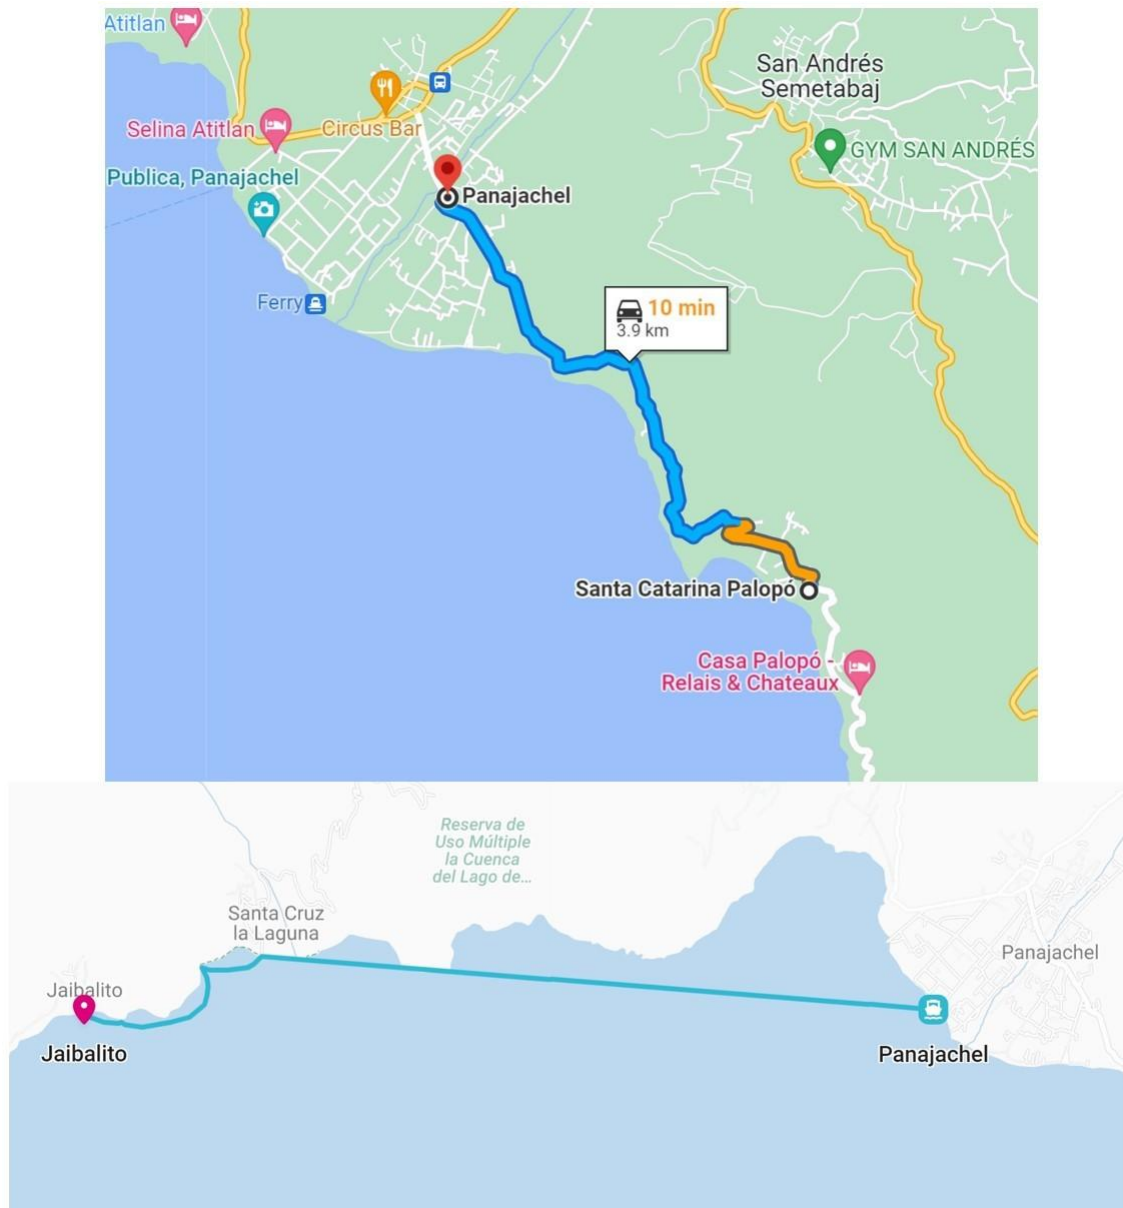 Atitlan
San Andrés
Semetabaj
Selina Atitlan
Circus Bar
GYM SAN ANDRÉS
Publica, Panajachel
Panajachel
Ferry
10 min
3.9 km
Santa Catarina Palopó
Casa Palopó -
Relais & Chateaux
Reserva de
Uso Múltiple
la Cuenca
del Lago de...
Santa Cruz
la Laguna
Panajachel
Jaibalito
Jaibalito
Panajachel